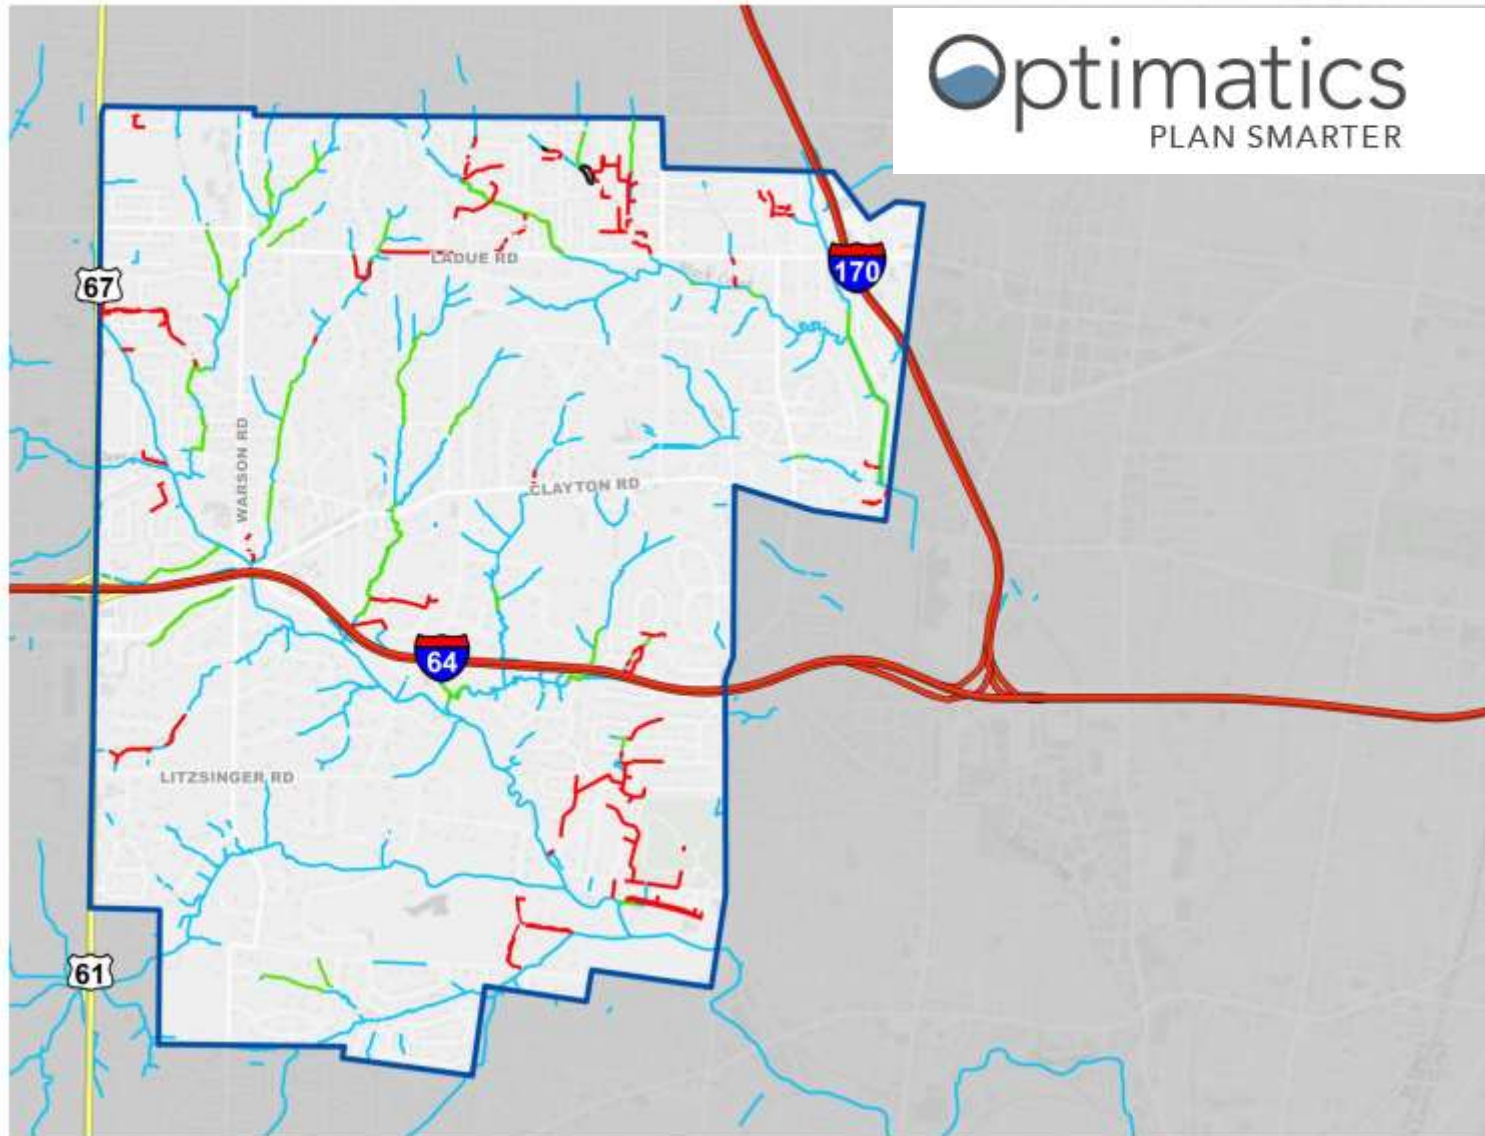 Optimatics
PLAN SMARTER
LADUE RD
170
67
WARSON RD
CLAYTON RD
64
LITZSINGER RD
61